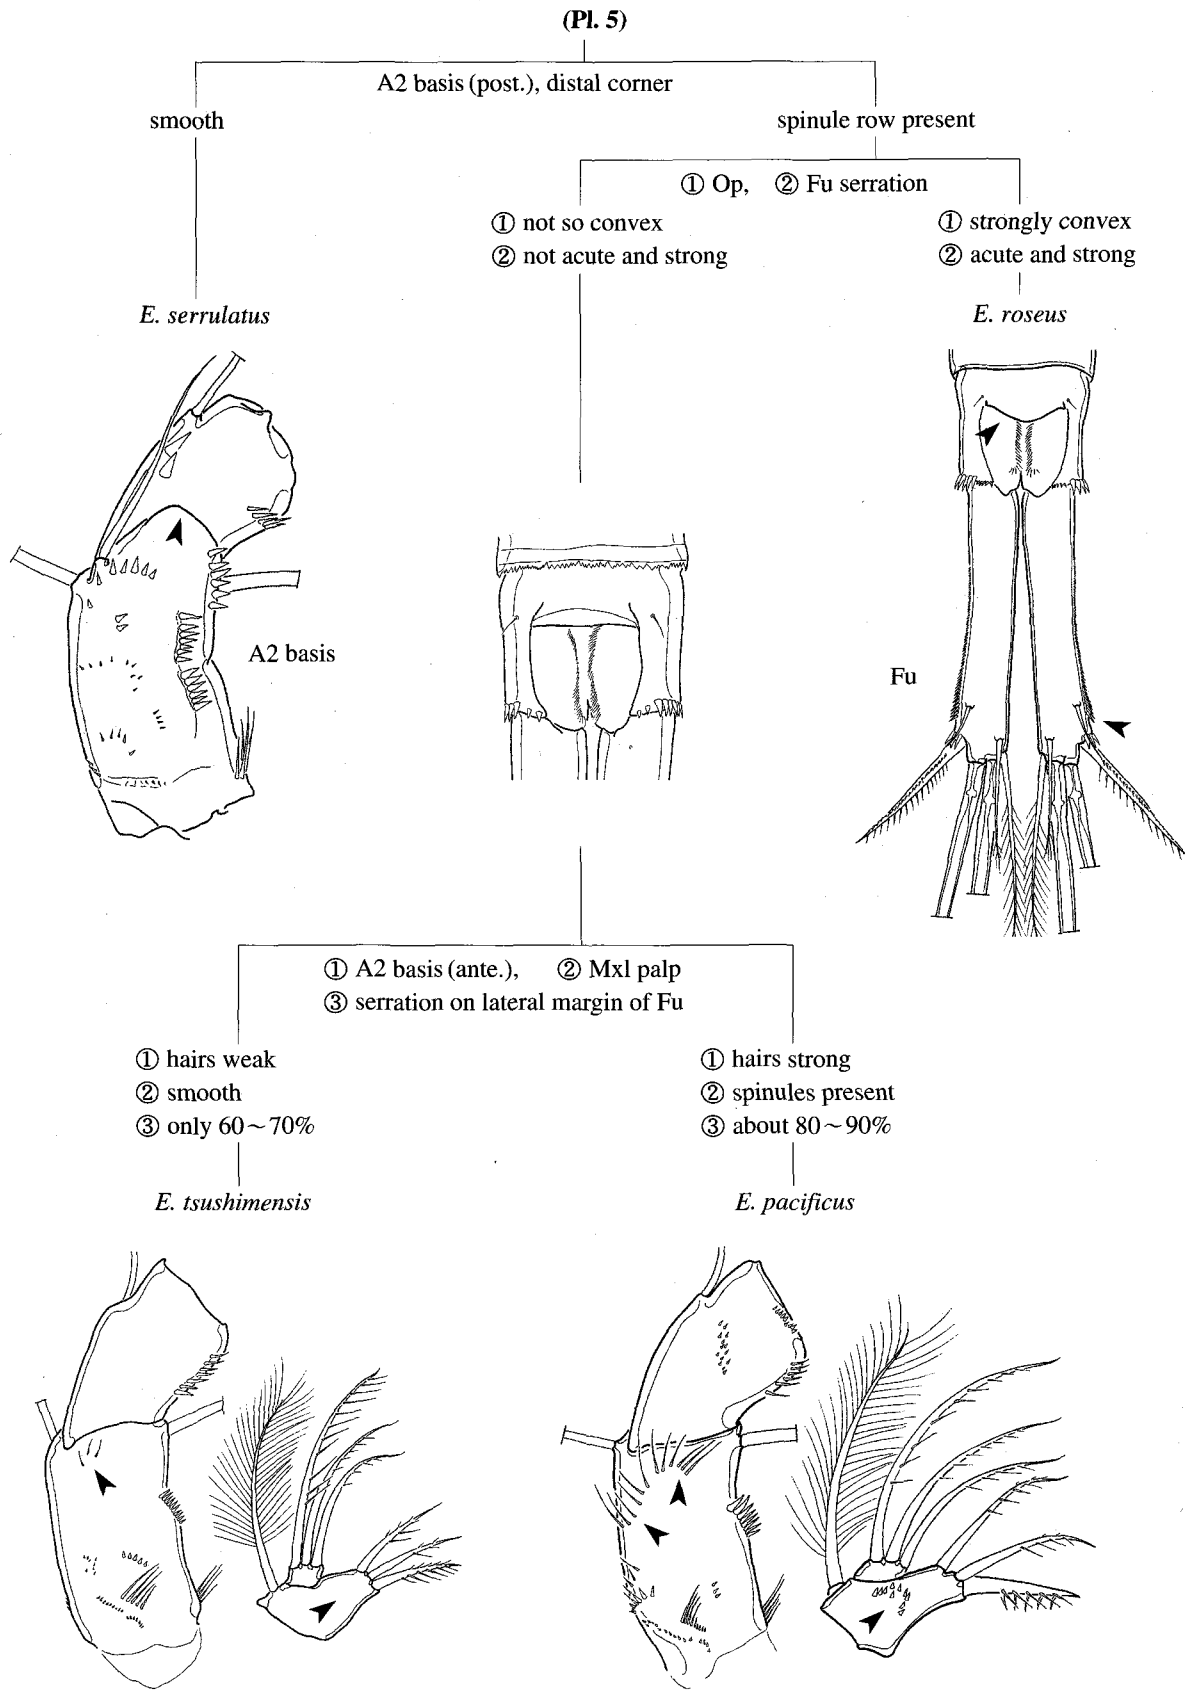 (Pl. 5)
A2 basis (post.), distal corner
smooth
spinule row present
① Op, ② Fu serration
① not so convex
② not acute and strong
① strongly convex
② acute and strong
E. serrulatus
E. roseus
A2 basis
Fu
① A2 basis (ante.), ② Mxl palp
③ serration on lateral margin of Fu
① hairs weak
② smooth
③ only 60~70%
① hairs strong
② spinules present
③ about 80~90%
E. tsushimensis
E. pacificus